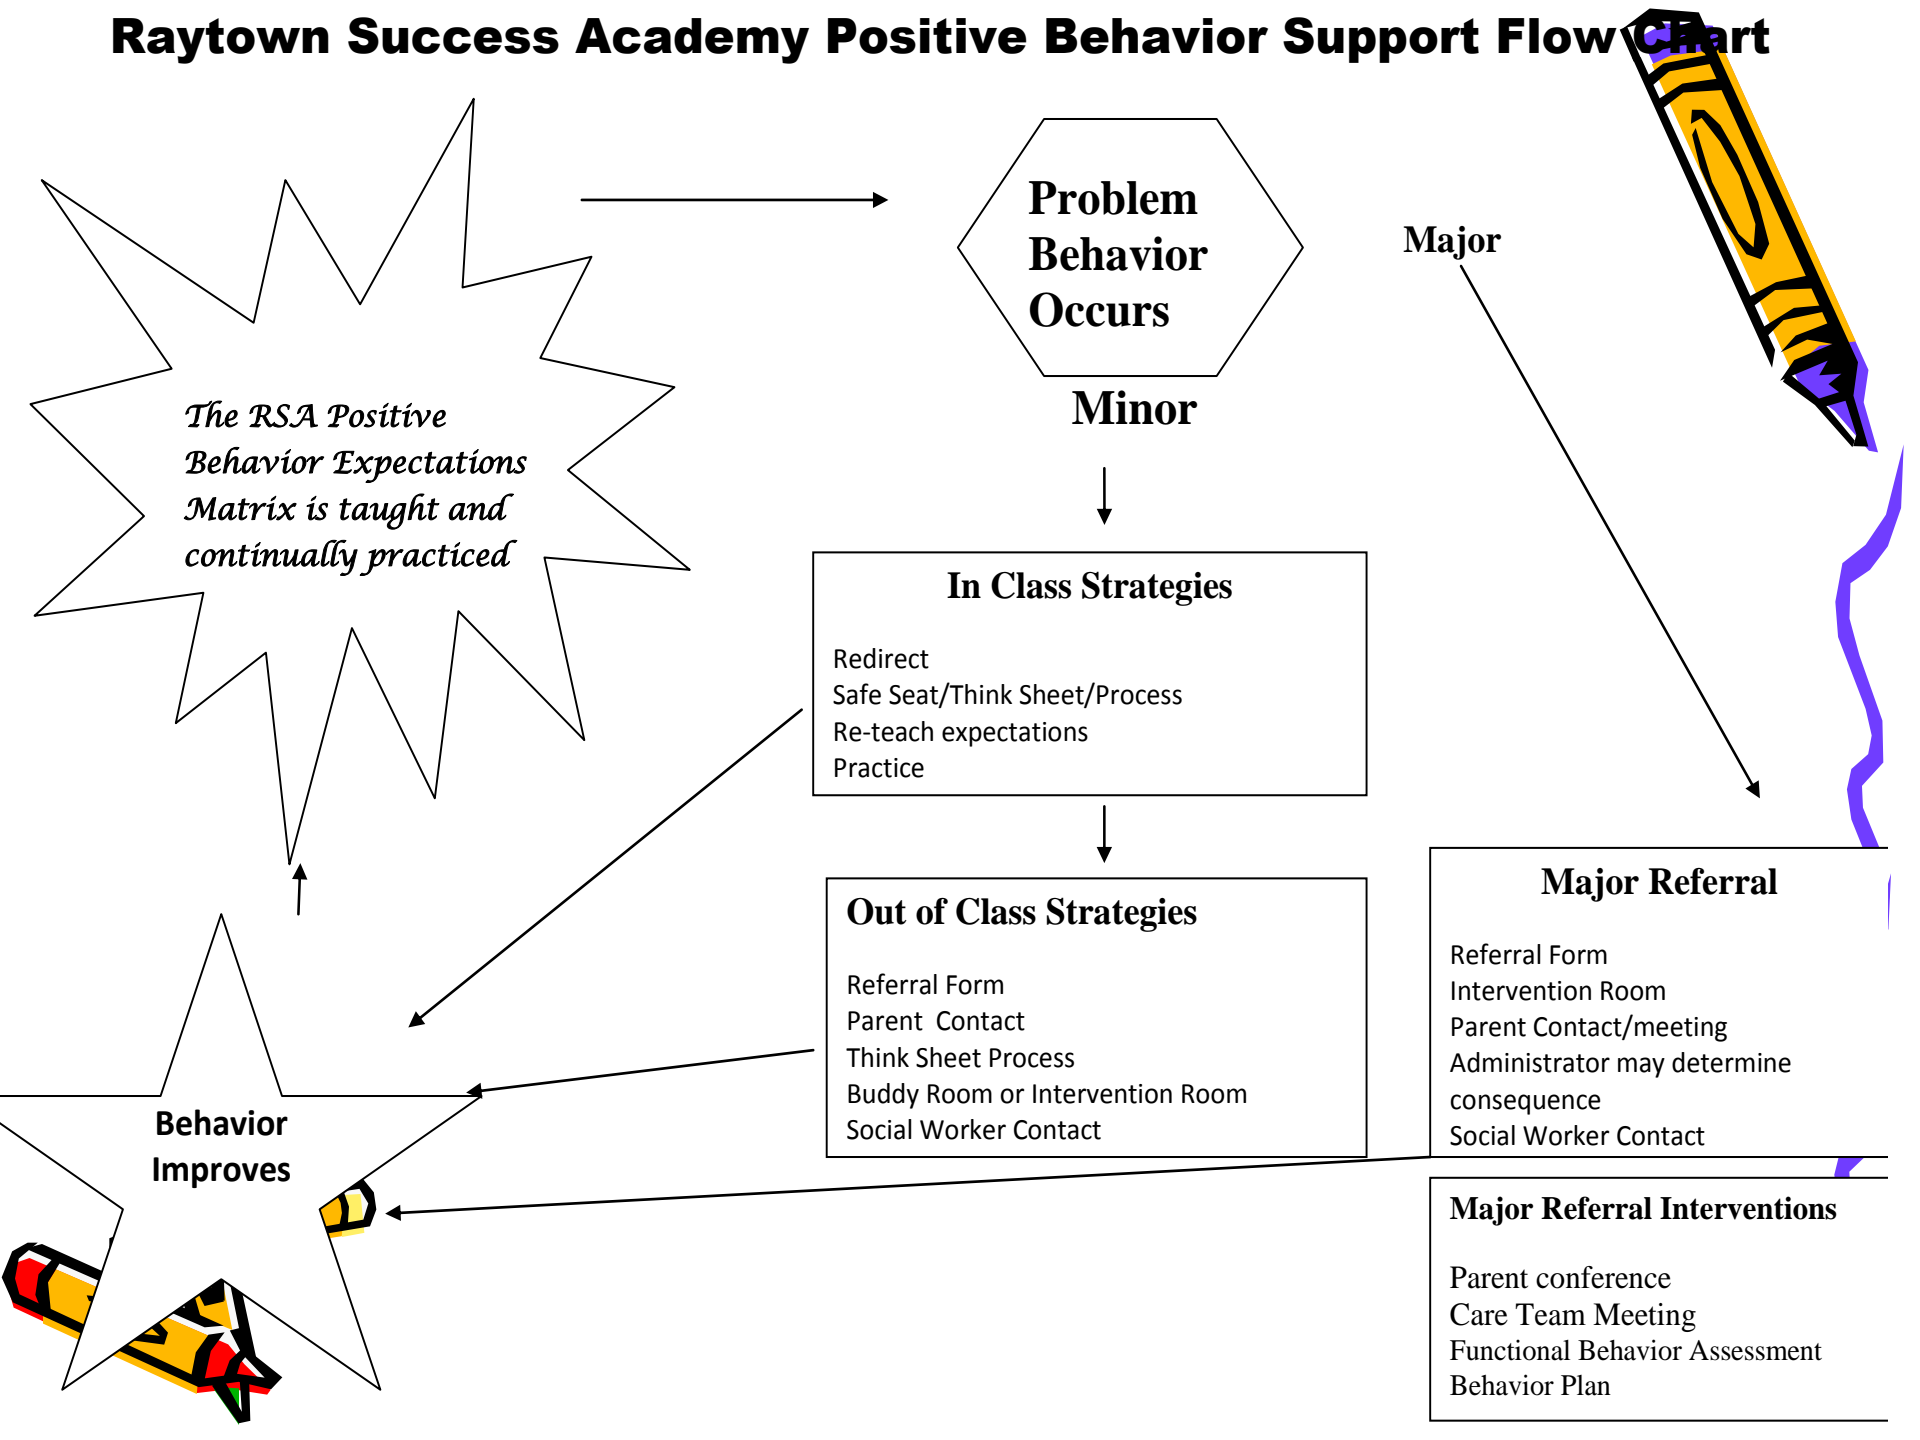 Raytown Success Academy Positive Behavior Support Flow Chart
The RSA Positive
Behavior Expectations
Matrix is taught and
continually practiced
Problem
Behavior
Occurs
Major
Minor
In Class Strategies
Redirect
Safe Seat/Think Sheet/Process
Re-teach expectations
Practice
Out of Class Strategies
Referral Form
Parent  Contact
Think Sheet Process
Buddy Room or Intervention Room
Social Worker Contact
Major Referral
Referral Form
Intervention Room
Parent Contact/meeting
Administrator may determine
consequence
Social Worker Contact
Major Referral Interventions
Parent conference
Care Team Meeting
Functional Behavior Assessment
Behavior Plan
Behavior
Improves